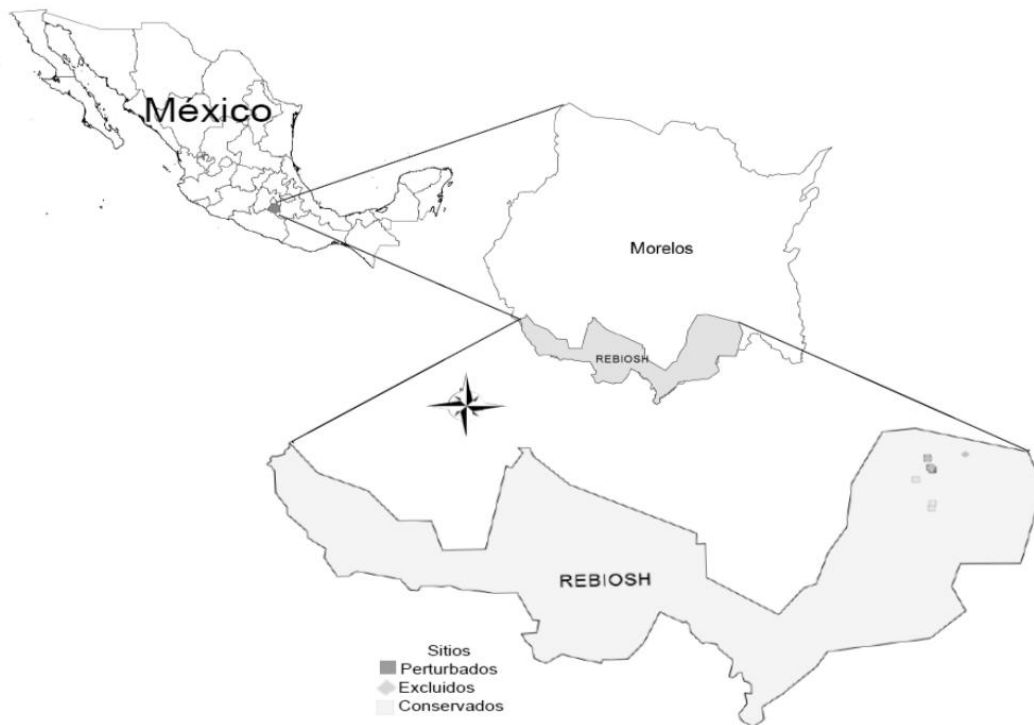 México
Morelos
REBIOSH
REBIOSH
Sitios
Perturbados
Excluidos
Conservados